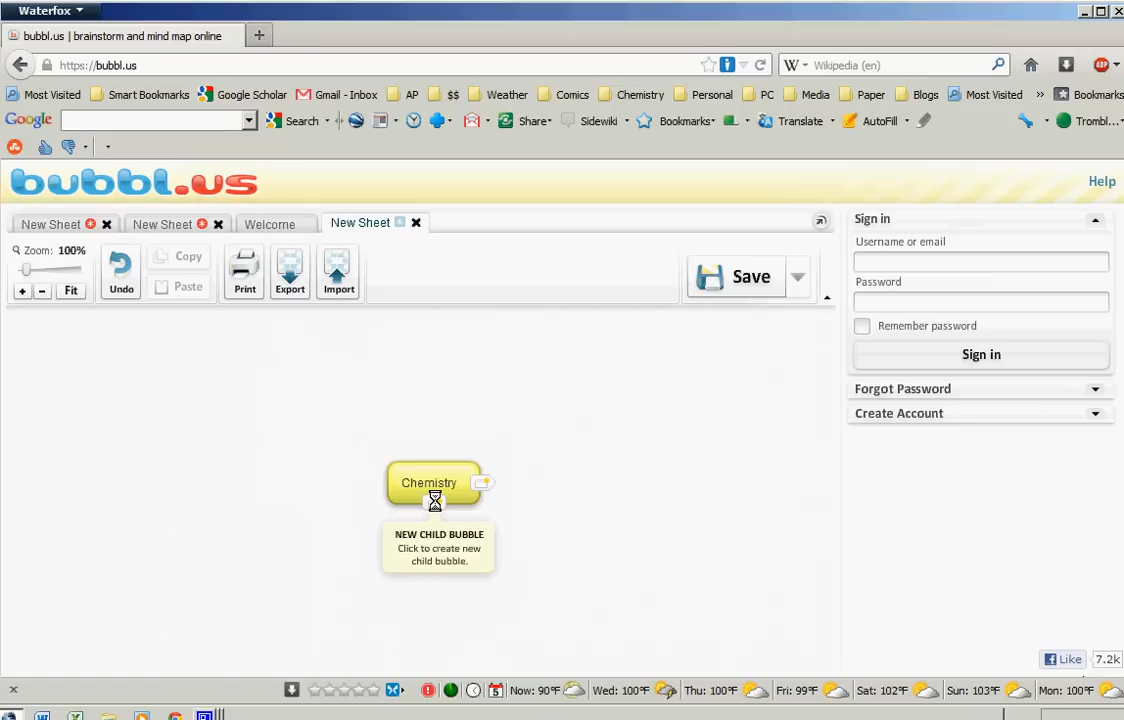 Waterfox
bubbl.us | brainstorm and mind map online
https://bubbl.us
W Wikipedia (en)
ABP
Most Visited Smart Bookmarks Google Scholar Gmail - Inbox AP $$ Weather Comics Chemistry Personal PC Media Paper Blogs Most Visited » Bookmarks
Google Search Share Sidewiki Bookmarks Translate AutoFill Trombl...
bubbl.us
Help
New Sheet New Sheet Welcome New Sheet
Zoom: 100%
+ - Fit
Undo
Copy
Paste
Print
Export
Import
Save
Sign in
Username or email
Password
Remember password
Sign in
Forgot Password
Create Account
Chemistry
NEW CHILD BUBBLE
Click to create new
child bubble.
Like 7.2k
5 Now: 90°F Wed: 100°F Thu: 100°F Fri: 99°F Sat: 102°F Sun: 103°F Mon: 100°F